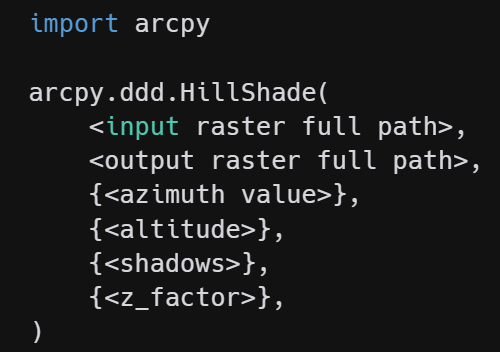 import arcpy
arcpy.ddd.HillShade(
<input raster full path>,
<output raster full path>,
{<azimuth value>},
{<altitude>},
{<shadows>},
{<z_factor>},
)